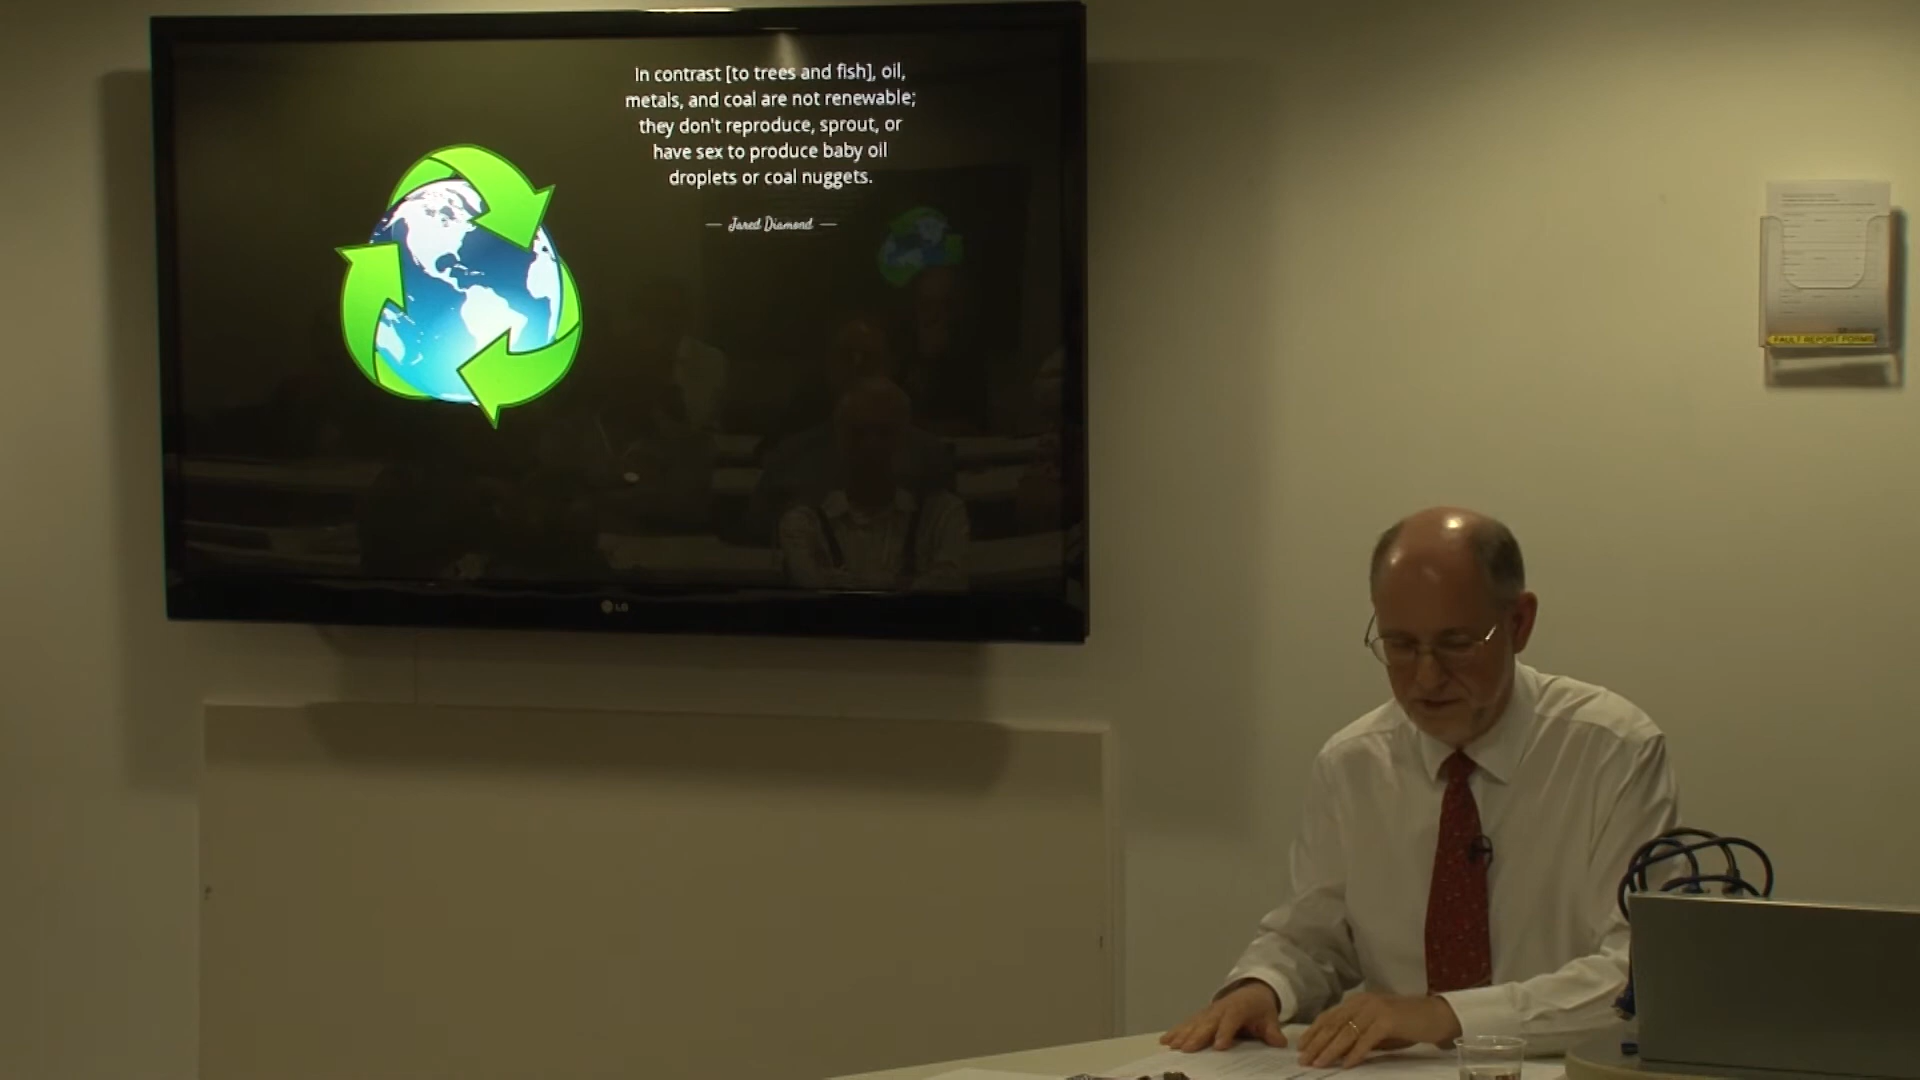 In contrast [to trees and fish], oil,
metals, and coal are not renewable;
they don't reproduce, sprout, or
have sex to produce baby oil
droplets or coal nuggets.
— Jared Diamond —
LG
FAULT REPORT FORMS